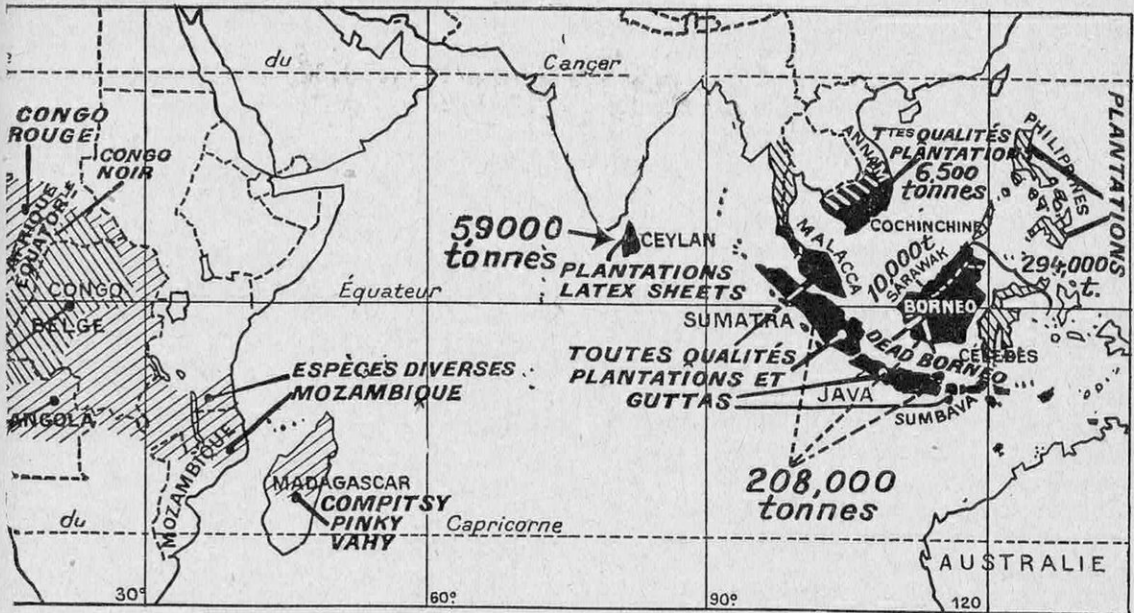 du
Cançer
CONGO
ROUGE
CONGO
NOIR
AFRIQUE
ÉQUATORle
CONGO
BELGE
ANGOLA
ESPÈCES DIVERSES
MOZAMBIQUE
MOZAMBIQUE
MADAGASCAR
COMPITSY
PINKY
VAHY
du
Capricorne
Équateur
59000
tonnes
CEYLAN
PLANTATIONS
LATEX SHEETS
ANNAM
Ttes QUALITÉS
PLANTATION
6,500
tonnes
COCHINCHINE
PHILIPPINES
PLANTATIONS
294,000
t.
MALACCA
10,000t
SARAWAK
BORNEO
SUMATRA
DEAD BORNEO
CÉLÈBES
TOUTES QUALITÉS
PLANTATIONS ET
GUTTAS
JAVA
SUMBAVA
208,000
tonnes
AUSTRALIE
30°
60°
90°
120